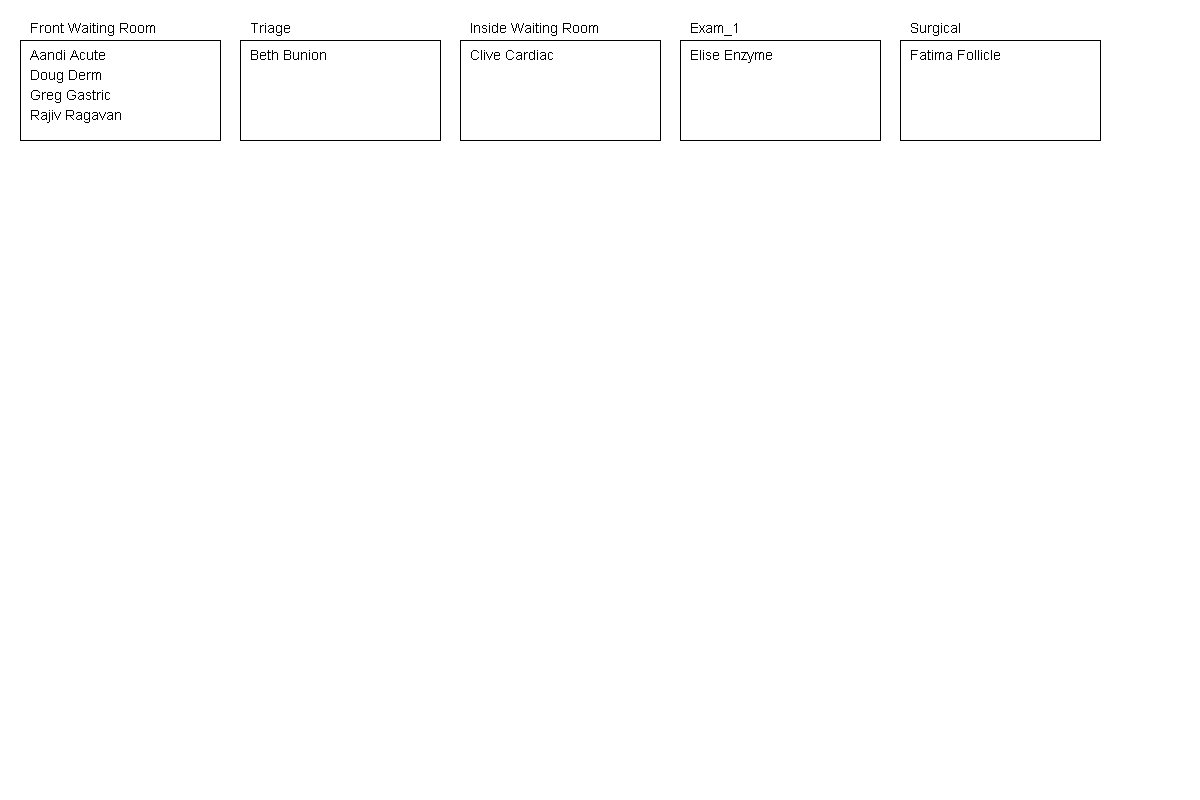 Front Waiting Room
Aandi Acute
Doug Derm
Greg Gastric
Rajiv Ragavan
Triage
Beth Bunion
Inside Waiting Room
Clive Cardiac
Exam_1
Elise Enzyme
Surgical
Fatima Follicle